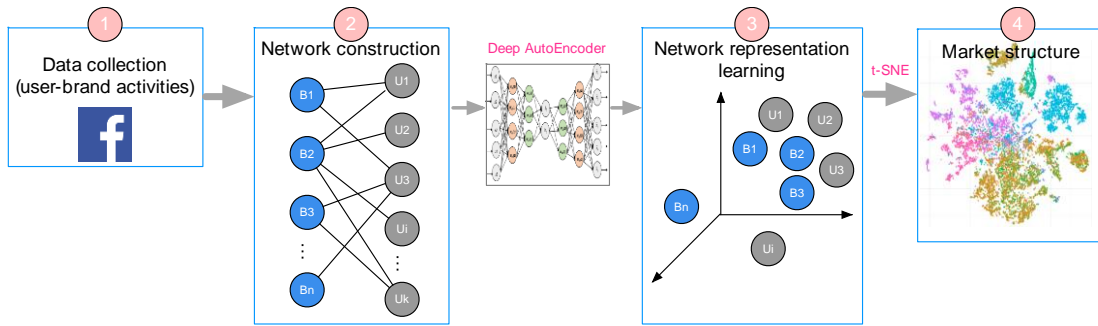 1
Data collection
(user-brand activities)
f
2
Network construction
B1
U1
B2
U2
B3
U3
Ui
Bn
Uk
Deep AutoEncoder
3
Network representation
learning
U1
U2
B1
B2
U3
B3
Bn
Ui
t-SNE
4
Market structure